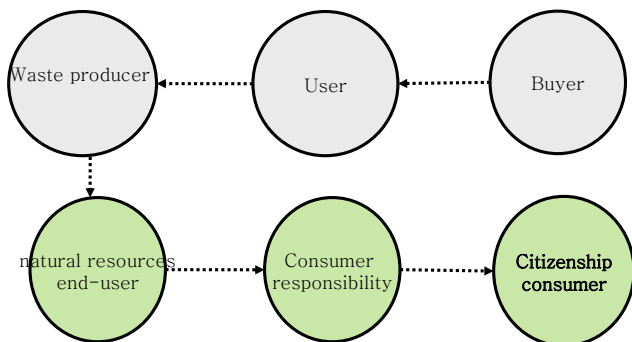 Waste producer
User
Buyer
natural resources
end-user
Consumer
responsibility
Citizenship
consumer